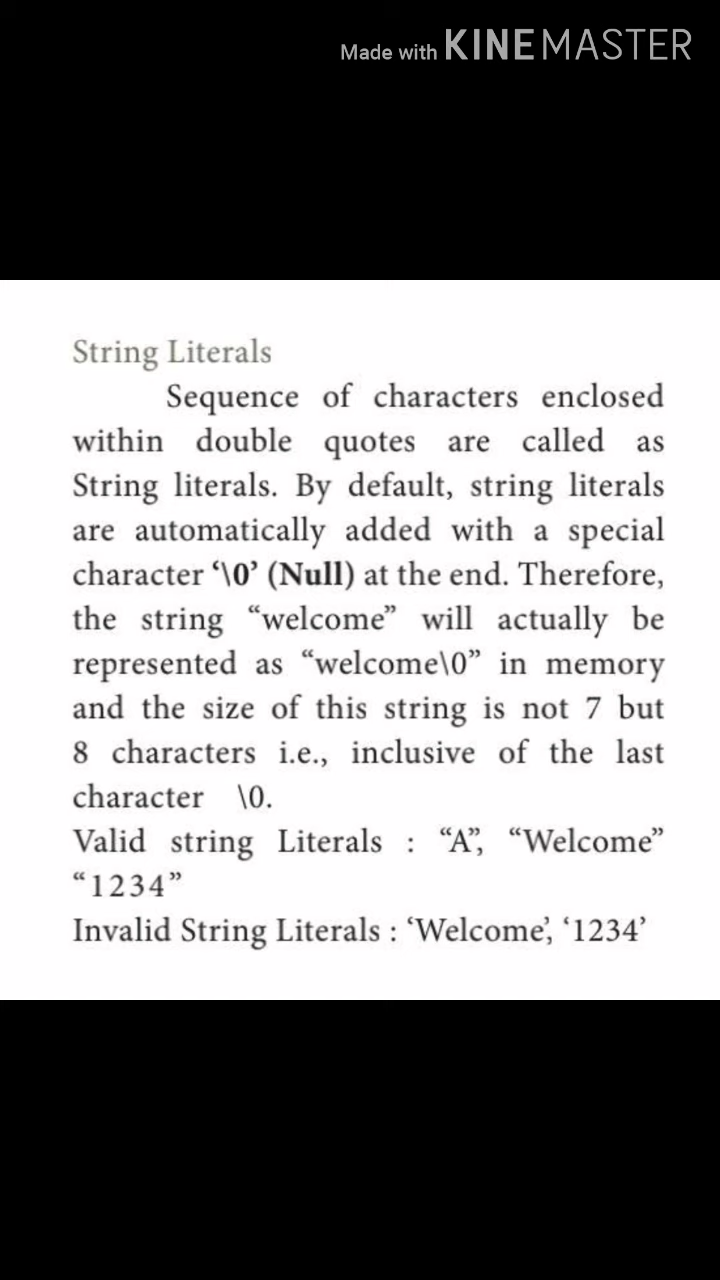 Made with KINEMASTER
String Literals
Sequence of characters enclosed
within double quotes are called as
String literals. By default, string literals
are automatically added with a special
character ‘\0’ (Null) at the end. Therefore,
the string “welcome” will actually be
represented as “welcome\0” in memory
and the size of this string is not 7 but
8 characters i.e., inclusive of the last
character \0.
Valid string Literals : “A”, “Welcome”
“1234”
Invalid String Literals : ‘Welcome’, ‘1234’